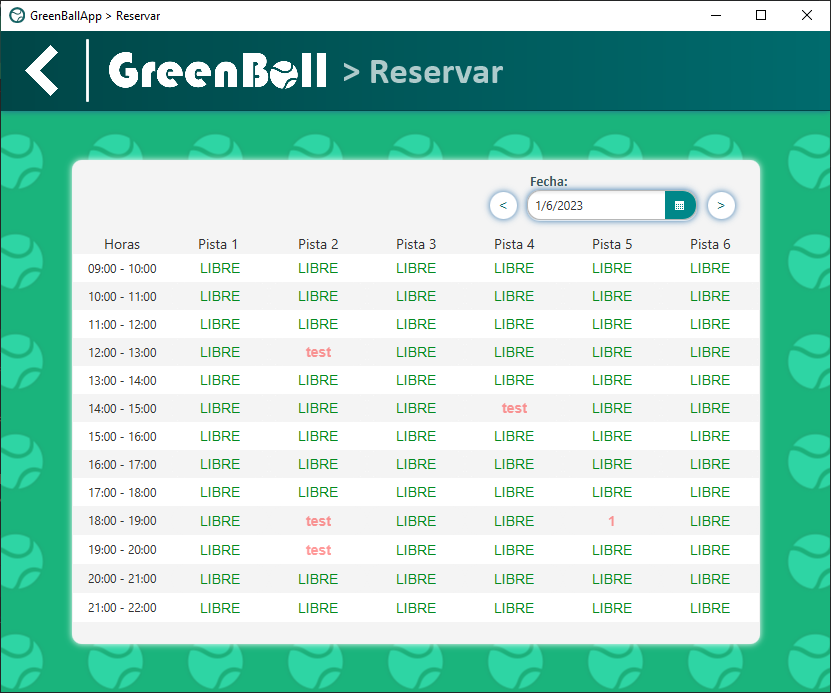 GreenBallApp > Reservar
GreenBall > Reservar
Fecha:
< 1/6/2023 >
Horas Pista 1 Pista 2 Pista 3 Pista 4 Pista 5 Pista 6
09:00 - 10:00 LIBRE LIBRE LIBRE LIBRE LIBRE LIBRE
10:00 - 11:00 LIBRE LIBRE LIBRE LIBRE LIBRE LIBRE
11:00 - 12:00 LIBRE LIBRE LIBRE LIBRE LIBRE LIBRE
12:00 - 13:00 LIBRE test LIBRE LIBRE LIBRE LIBRE
13:00 - 14:00 LIBRE LIBRE LIBRE LIBRE LIBRE LIBRE
14:00 - 15:00 LIBRE LIBRE LIBRE test LIBRE LIBRE
15:00 - 16:00 LIBRE LIBRE LIBRE LIBRE LIBRE LIBRE
16:00 - 17:00 LIBRE LIBRE LIBRE LIBRE LIBRE LIBRE
17:00 - 18:00 LIBRE LIBRE LIBRE LIBRE LIBRE LIBRE
18:00 - 19:00 LIBRE test LIBRE LIBRE 1 LIBRE
19:00 - 20:00 LIBRE test LIBRE LIBRE LIBRE LIBRE
20:00 - 21:00 LIBRE LIBRE LIBRE LIBRE LIBRE LIBRE
21:00 - 22:00 LIBRE LIBRE LIBRE LIBRE LIBRE LIBRE